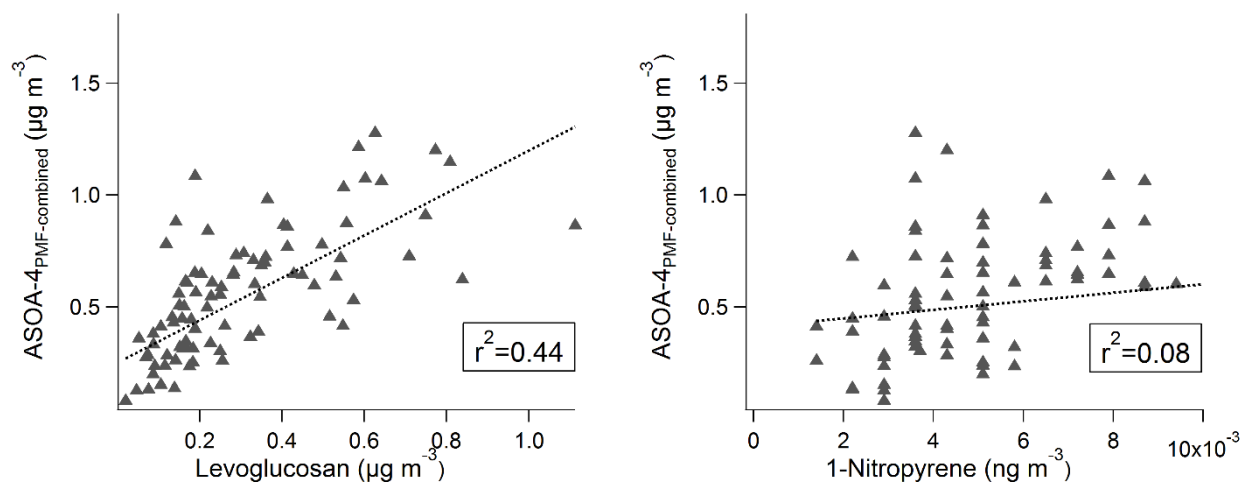 ASOA-4PMF-combined (µg m-3)
1.5
1.0
0.5
r2=0.44
0.2 0.4 0.6 0.8 1.0
Levoglucosan (µg m-3)
ASOA-4PMF-combined (µg m-3)
1.5
1.0
0.5
r2=0.08
0 2 4 6 8 10x10-3
1-Nitropyrene (ng m-3)